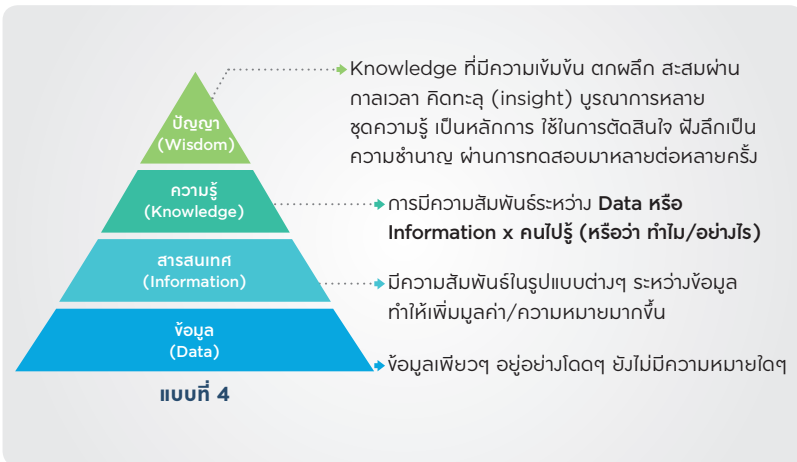 Knowledge ที่มีความเข้มข้น ตกผลึก สะสมผ่าน
กาลเวลา คิดทะลุ (insight) บูรณาการหลาย
ชุดความรู้ เป็นหลักการ ใช้ในการตัดสินใจ ฝังลึกเป็น
ความชำนาญ ผ่านการทดสอบมาหลายต่อหลายครั้ง
ปัญญา
(Wisdom)
ความรู้
(Knowledge)
การมีความสัมพันธ์ระหว่าง Data หรือ
Information x คนไปรู้ (หรือว่า ทำไม/อย่างไร)
สารสนเทศ
(Information)
มีความสัมพันธ์ในรูปแบบต่างๆ ระหว่างข้อมูล
ทำให้เพิ่มมูลค่า/ความหมายมากขึ้น
ข้อมูล
(Data)
ข้อมูลเพียวๆ อยู่อย่างโดดๆ ยังไม่มีความหมายใดๆ
แบบที่ 4